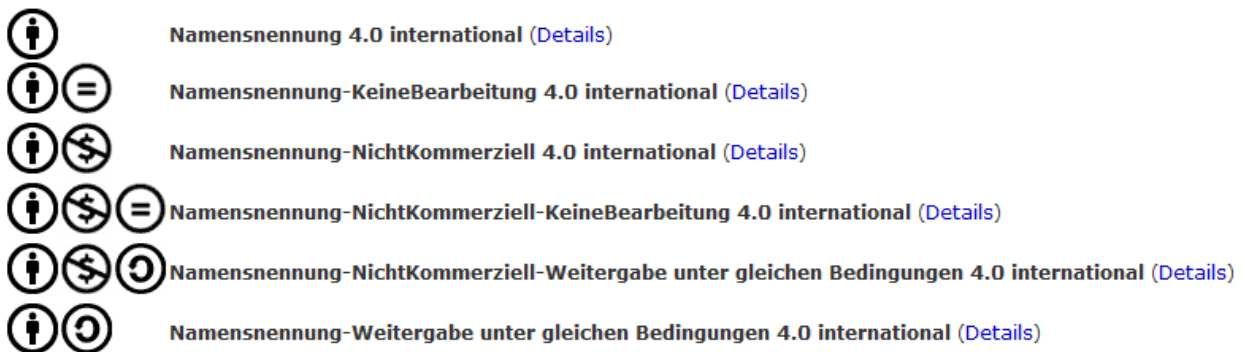 Namensnennung 4.0 international (Details)
Namensnennung-KeineBearbeitung 4.0 international (Details)
Namensnennung-NichtKommerziell 4.0 international (Details)
Namensnennung-NichtKommerziell-KeineBearbeitung 4.0 international (Details)
Namensnennung-NichtKommerziell-Weitergabe unter gleichen Bedingungen 4.0 international (Details)
Namensnennung-Weitergabe unter gleichen Bedingungen 4.0 international (Details)